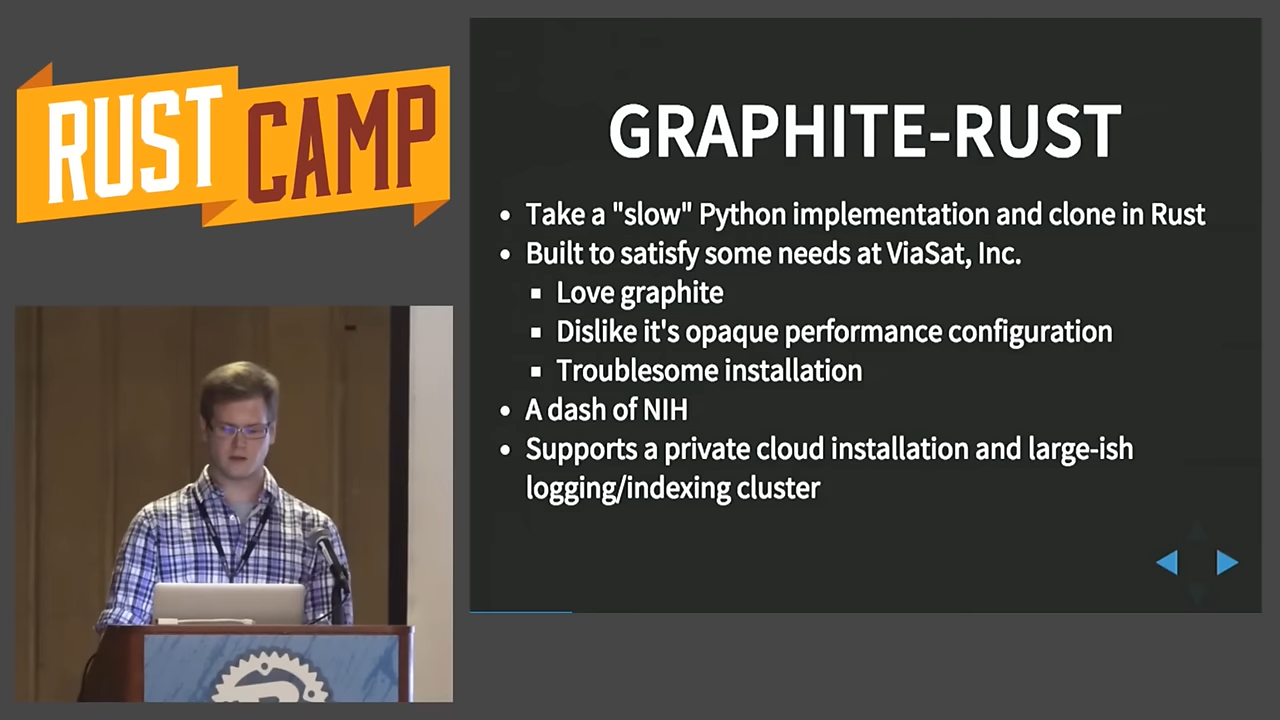 RUST CAMP
GRAPHITE-RUST
Take a "slow" Python implementation and clone in Rust
Built to satisfy some needs at ViaSat, Inc.
Love graphite
Dislike it's opaque performance configuration
Troublesome installation
A dash of NIH
Supports a private cloud installation and large-ish
logging/indexing cluster
R